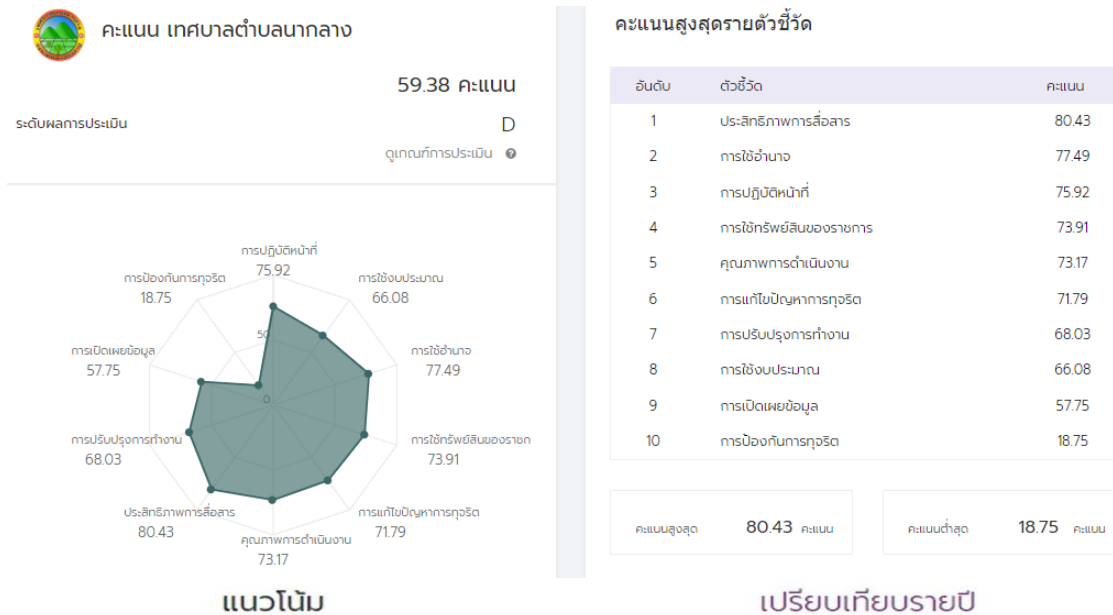 คะแนน เทศบาลตำบลนากลาง
59.38 คะแนน
ระดับผลการประเมิน D
ดูเกณฑ์การประเมิน
การปฏิบัติหน้าที่
75.92
การป้องกันการทุจริต
18.75
การใช้งบประมาณ
66.08
50
การเปิดเผยข้อมูล
57.75
การใช้อำนาจ
77.49
0
การปรับปรุงการทำงาน
68.03
การใช้ทรัพย์สินของราชก
73.91
ประสิทธิภาพการสื่อสาร
80.43
การแก้ไขปัญหาการทุจริต
71.79
คุณภาพการดำเนินงาน
73.17
แนวโน้ม
คะแนนสูงสุดรายตัวชี้วัด
อันดับ ตัวชี้วัด คะแนน
1 ประสิทธิภาพการสื่อสาร 80.43
2 การใช้อำนาจ 77.49
3 การปฏิบัติหน้าที่ 75.92
4 การใช้ทรัพย์สินของราชการ 73.91
5 คุณภาพการดำเนินงาน 73.17
6 การแก้ไขปัญหาการทุจริต 71.79
7 การปรับปรุงการทำงาน 68.03
8 การใช้งบประมาณ 66.08
9 การเปิดเผยข้อมูล 57.75
10 การป้องกันการทุจริต 18.75
คะแนนสูงสุด 80.43 คะแนน
คะแนนต่ำสุด 18.75 คะแนน
เปรียบเทียบรายปี